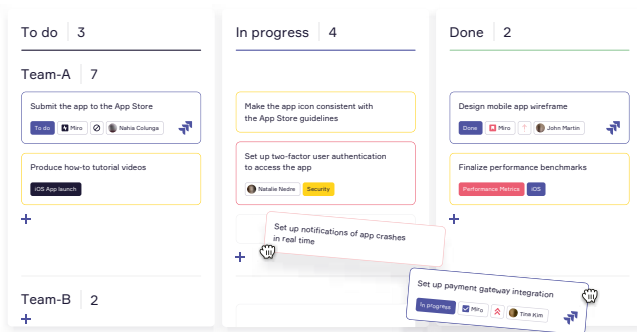 To do 3
In progress 4
Done 2
Team-A 7
Submit the app to the App Store
To do Miro Nahia Colunga
Produce how-to tutorial videos
iOS App launch
+
Make the app icon consistent with
the App Store guidelines
Set up two-factor user authentication
to access the app
Natalie Nedre Security
Set up notifications of app crashes
in real time
+
Design mobile app wireframe
Done Miro John Martin
Finalize performance benchmarks
Performance Metrics iOS
+
Set up payment gateway integration
In progress Miro Tine Kim
Team-B 2
+